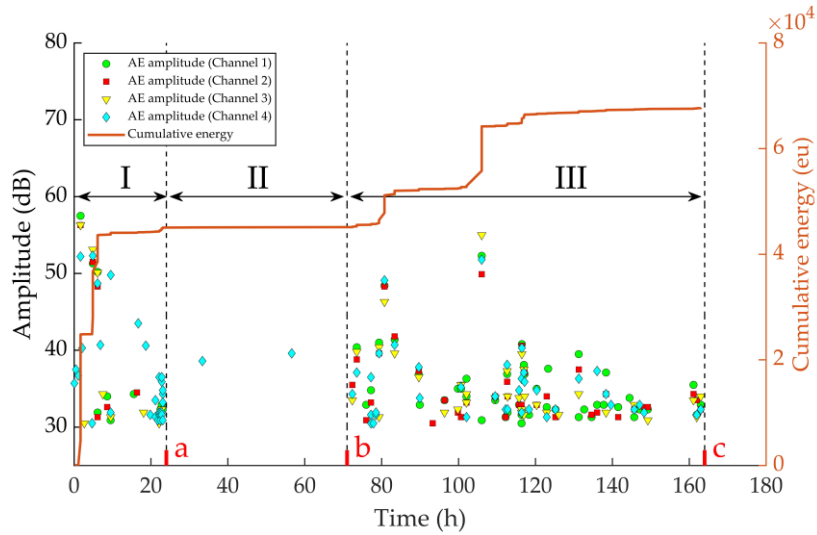 ×10⁴
80
70
60
50
40
30
Amplitude (dB)
AE amplitude (Channel 1)
AE amplitude (Channel 2)
AE amplitude (Channel 3)
AE amplitude (Channel 4)
Cumulative energy
I
II
III
a
b
c
8
6
4
2
0
Cumulative energy (eu)
0
20
40
60
80
100
120
140
160
180
Time (h)